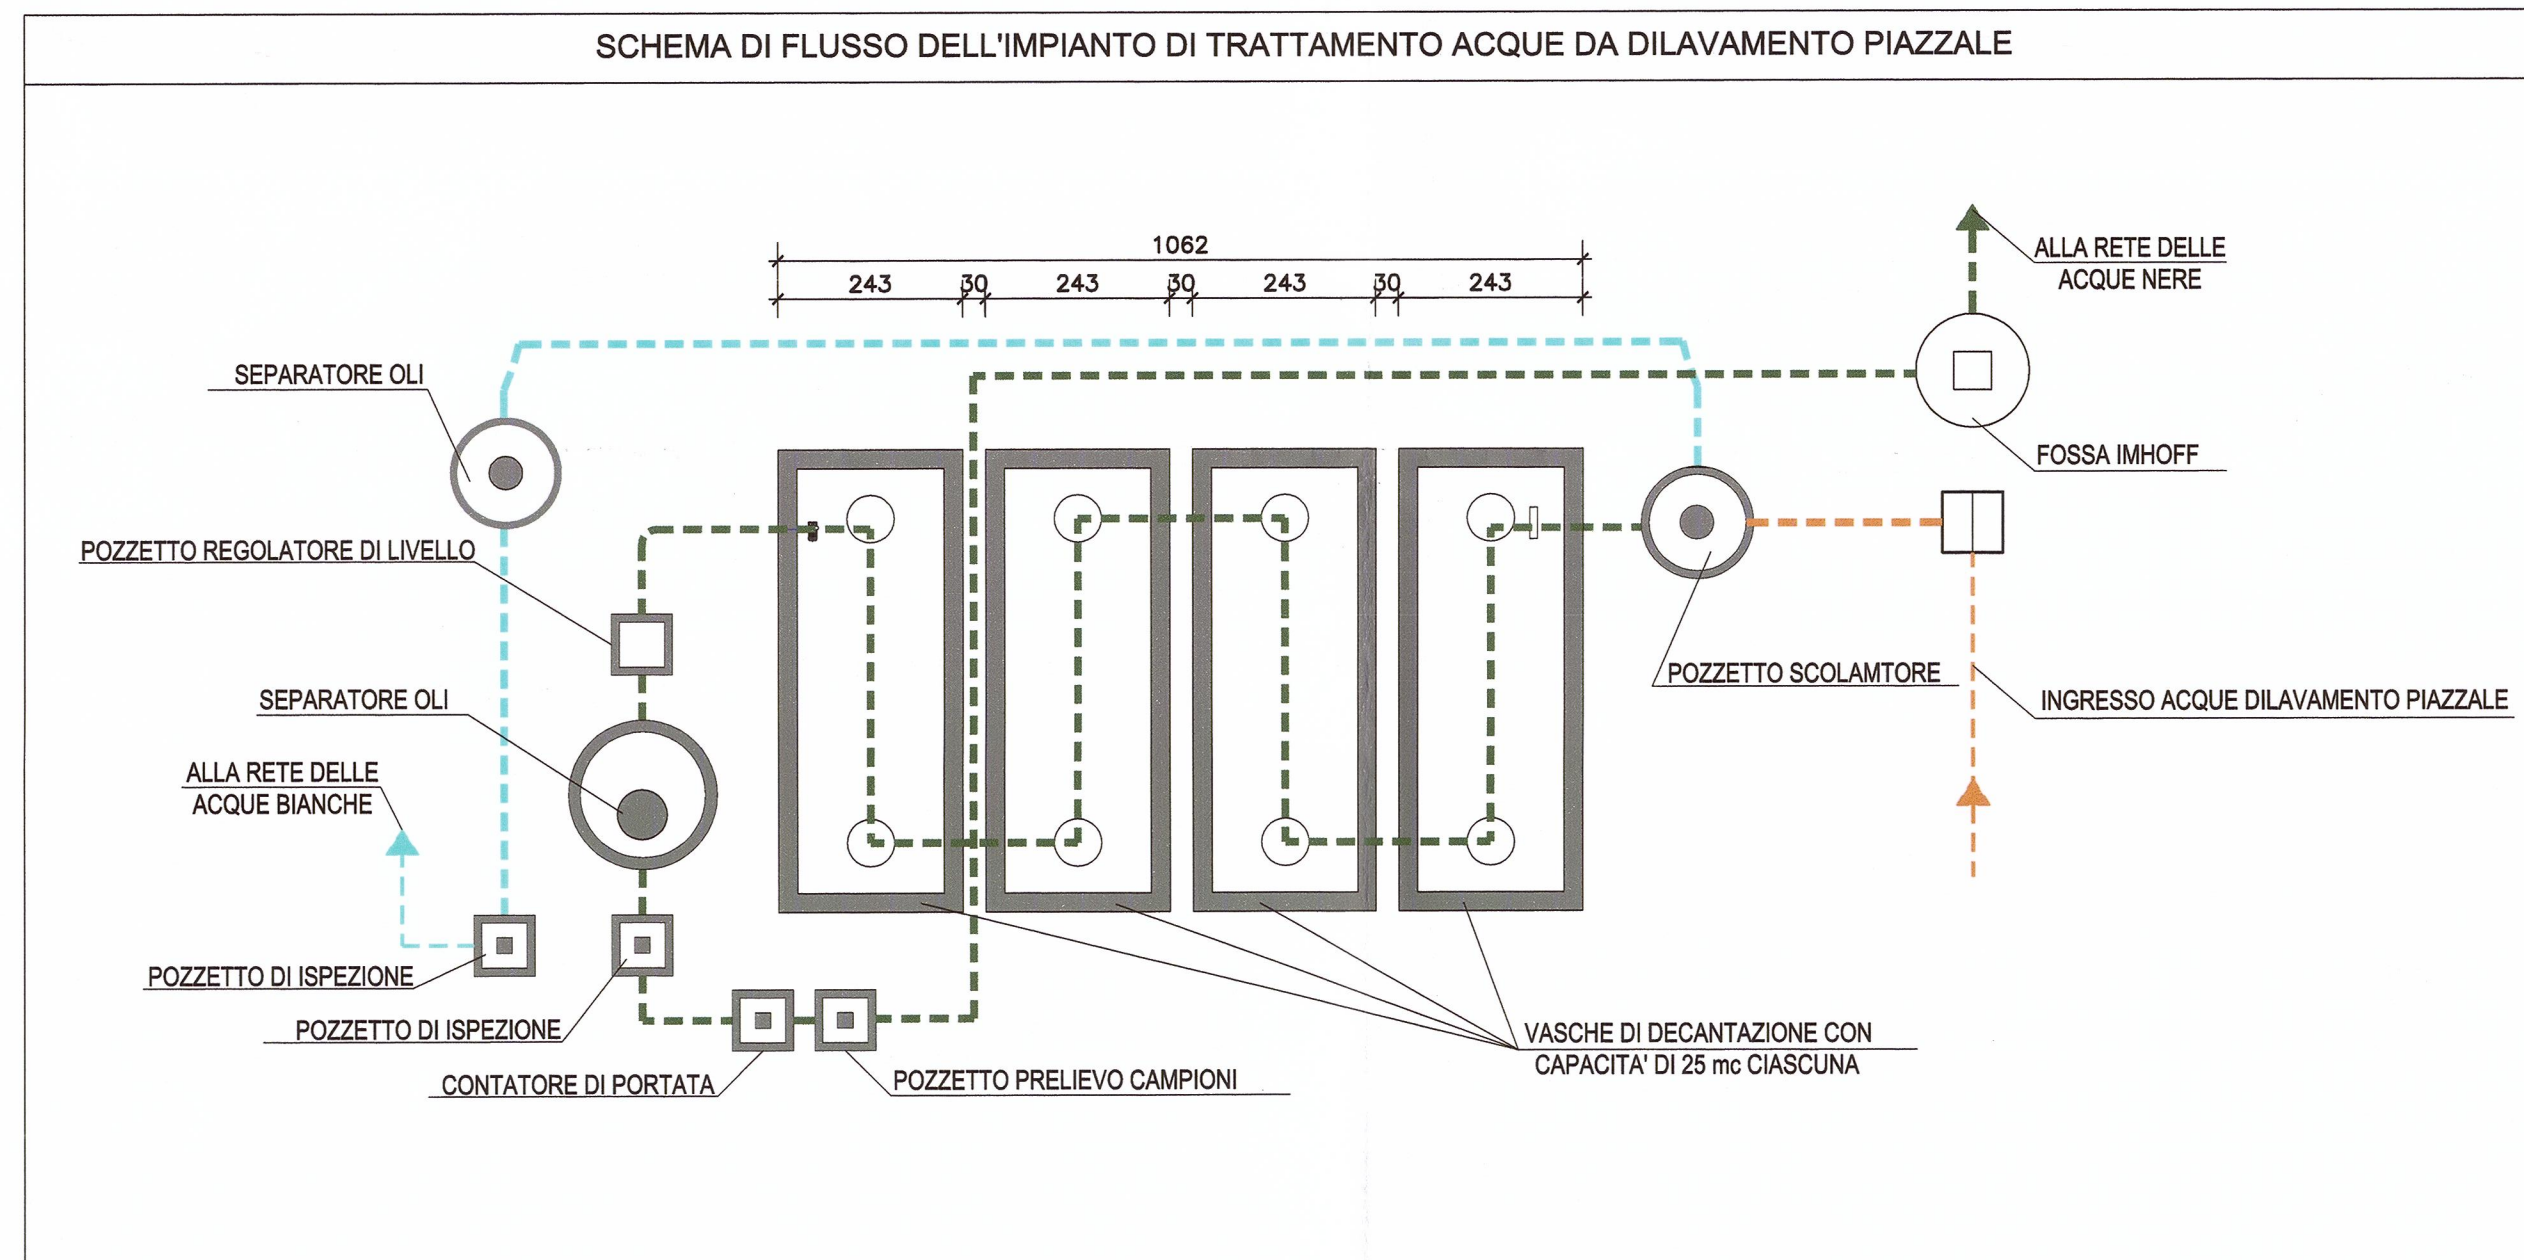 SCHEMA DI FLUSSO DELL'IMPIANTO DI TRATTAMENTO ACQUE DA DILAVAMENTO PIAZZALE
1062
243 30 243 30 243 30 243
ALLA RETE DELLE
ACQUE NERE
SEPARATORE OLI
FOSSA IMHOFF
POZZETTO REGOLATORE DI LIVELLO
POZZETTO SCOLAMTORE
SEPARATORE OLI
INGRESSO ACQUE DILAVAMENTO PIAZZALE
ALLA RETE DELLE
ACQUE BIANCHE
POZZETTO DI ISPEZIONE
POZZETTO DI ISPEZIONE
VASCHE DI DECANTAZIONE CON
CAPACITA' DI 25 mc CIASCUNA
CONTATORE DI PORTATA
POZZETTO PRELIEVO CAMPIONI